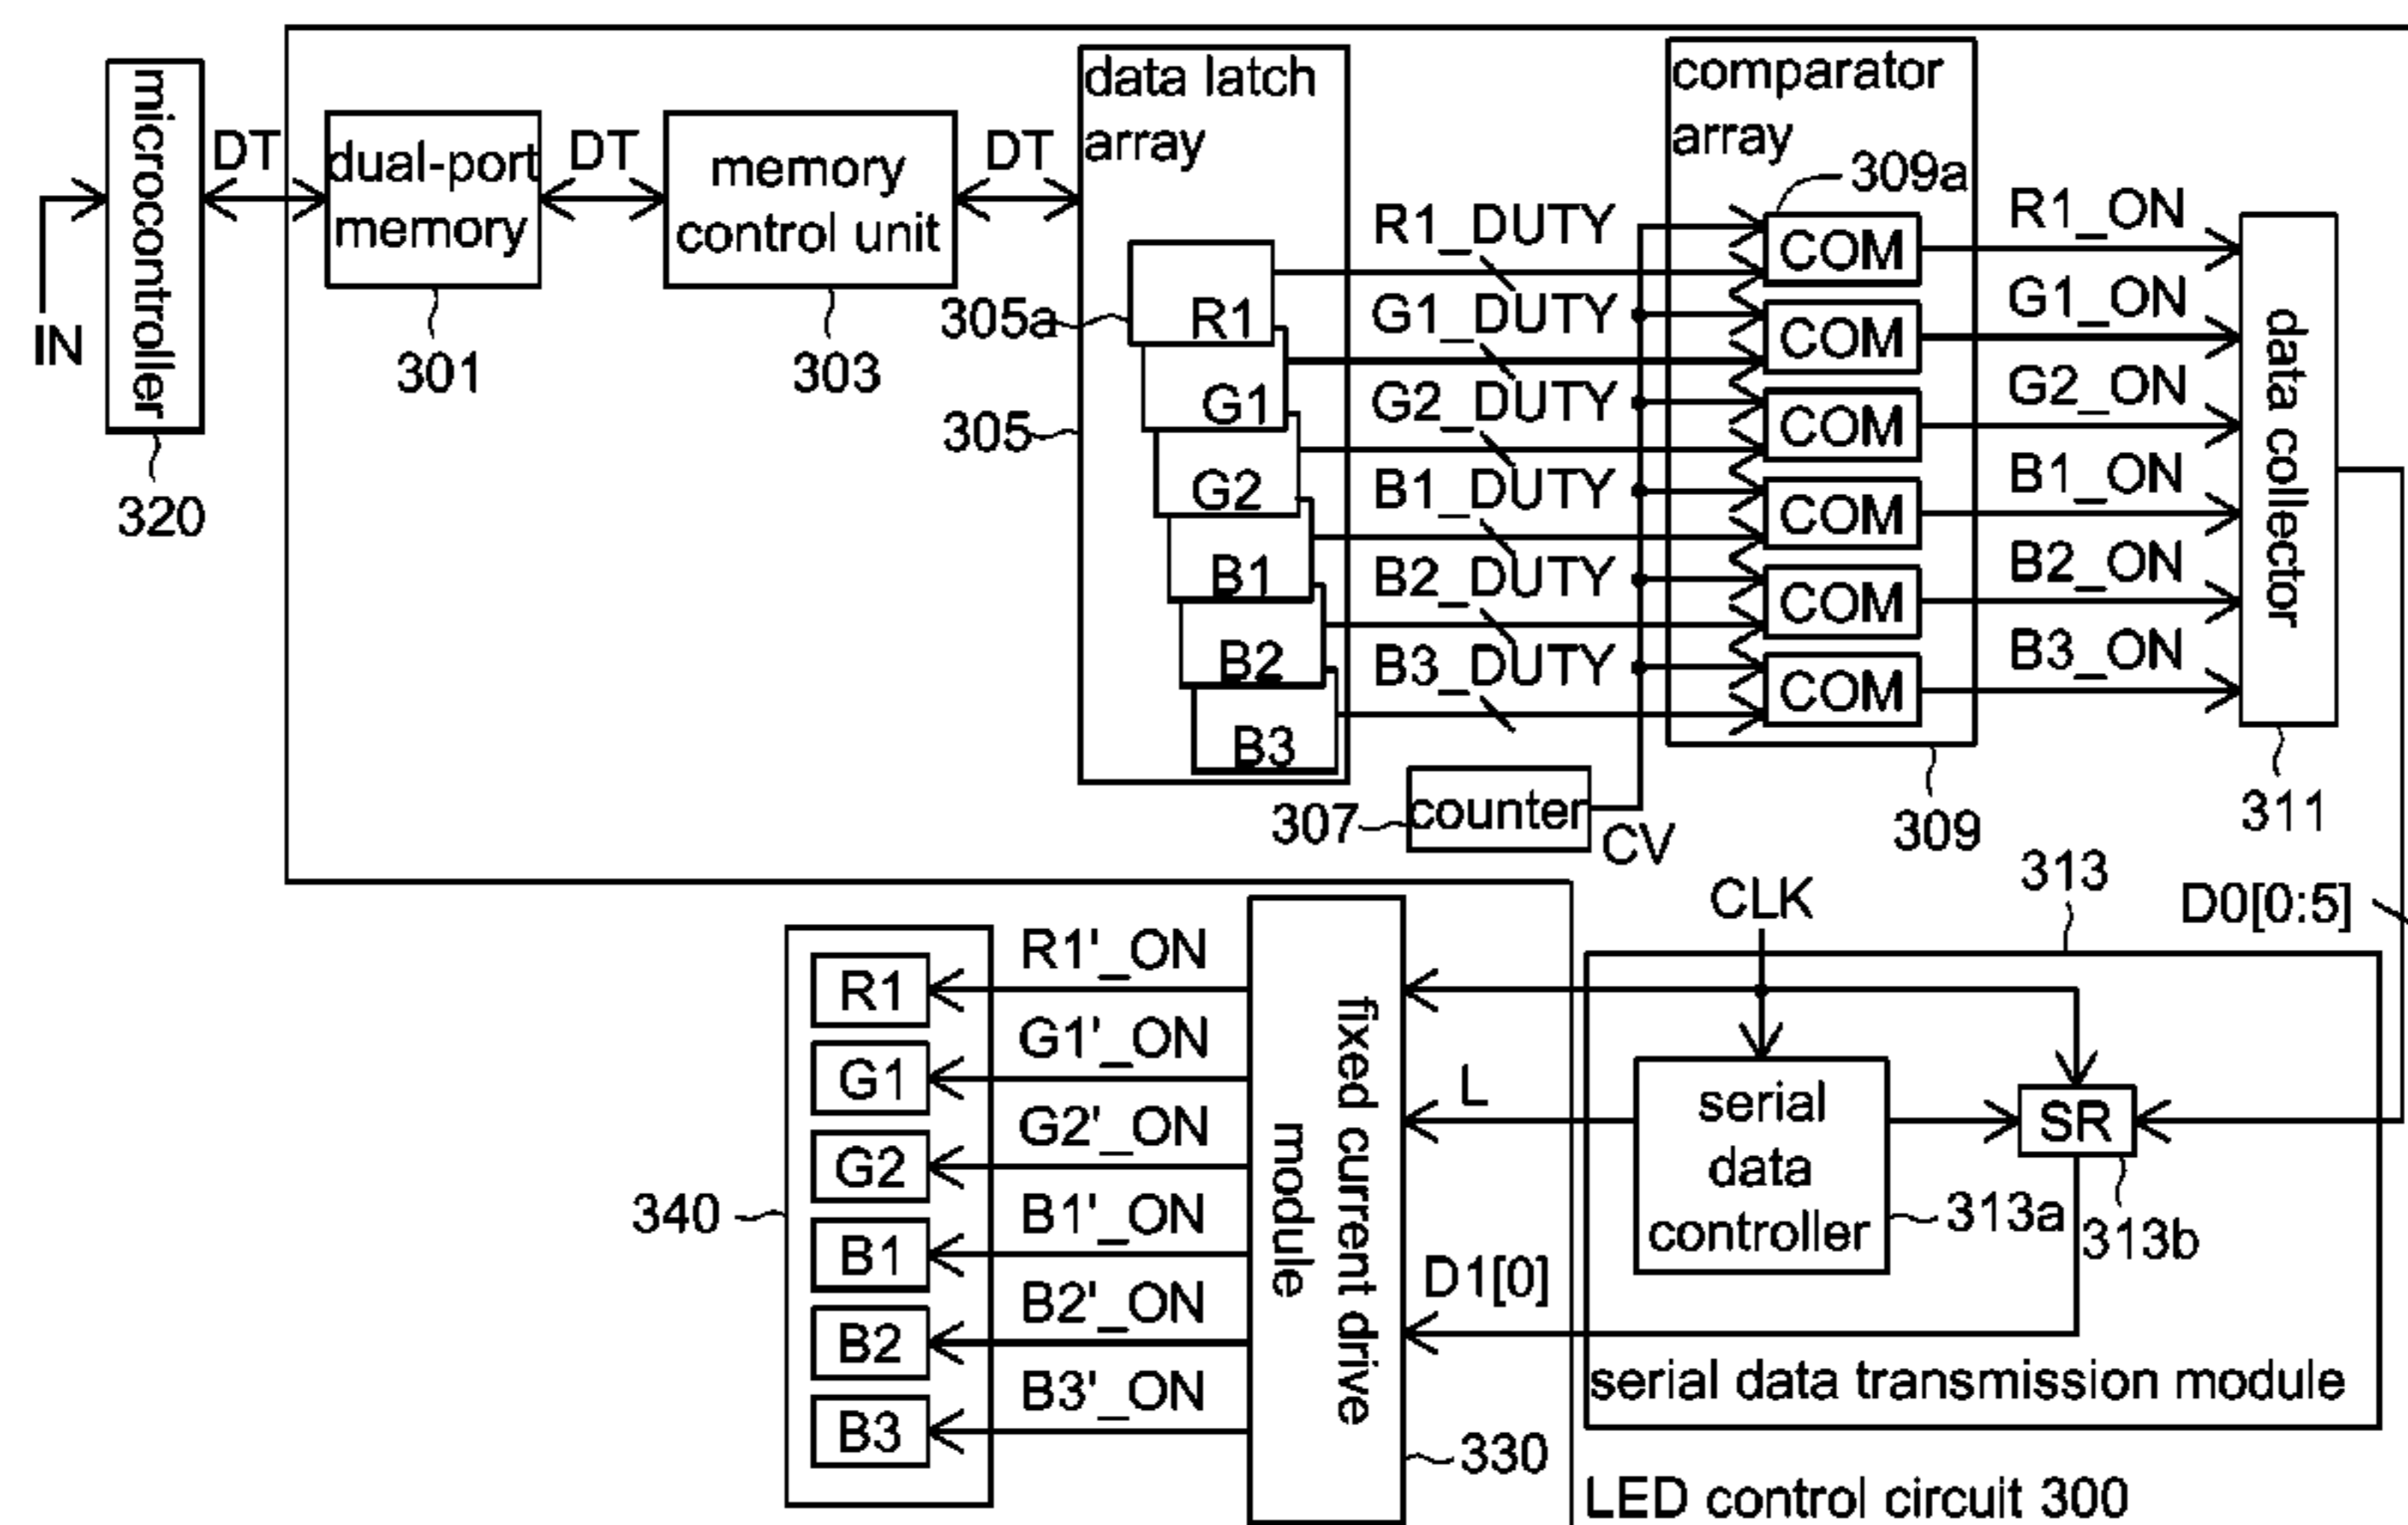 microcontroller
320
IN
DT
dual-port
memory
301
DT
memory
control unit
303
DT
data latch
array
305a
305
R1
G1
G2
B1
B2
B3
R1_DUTY
G1_DUTY
G2_DUTY
B1_DUTY
B2_DUTY
B3_DUTY
307
counter
CV
comparator
array
309a
COM
COM
COM
COM
COM
COM
309
R1_ON
G1_ON
G2_ON
B1_ON
B2_ON
B3_ON
data collector
311
D0[0:5]
313
CLK
serial
data
controller
313a
SR
313b
serial data transmission module
L
D1[0]
fixed current drive
module
330
R1'_ON
G1'_ON
G2'_ON
B1'_ON
B2'_ON
B3'_ON
340
R1
G1
G2
B1
B2
B3
LED control circuit 300